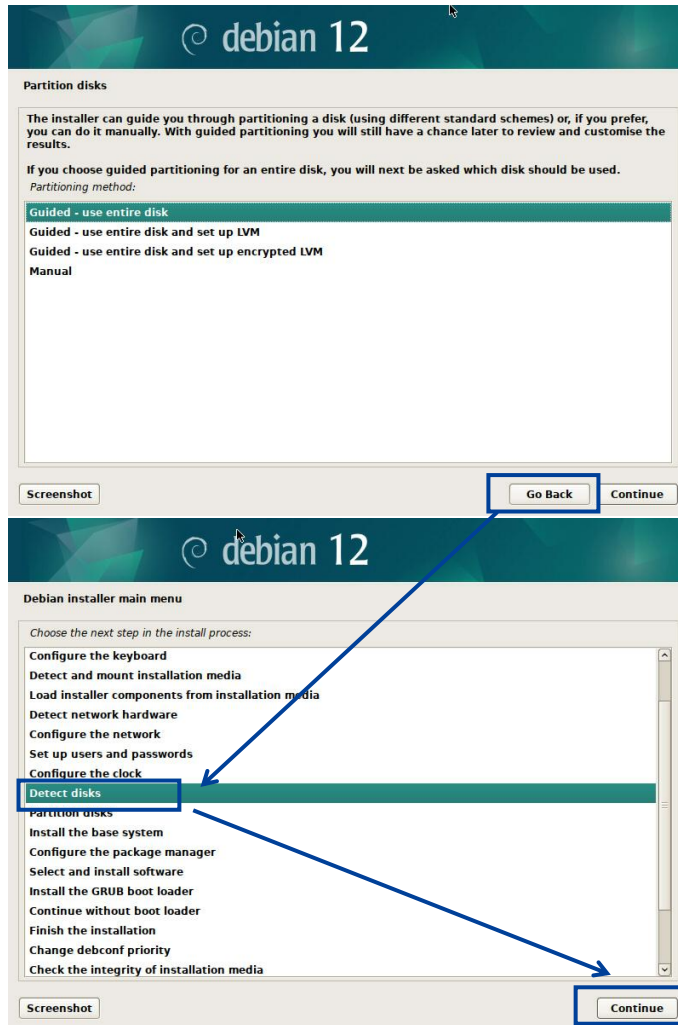 debian 12
Partition disks
The installer can guide you through partitioning a disk (using different standard schemes) or, if you prefer,
you can do it manually. With guided partitioning you will still have a chance later to review and customise the
results.
If you choose guided partitioning for an entire disk, you will next be asked which disk should be used.
Partitioning method:
Guided - use entire disk
Guided - use entire disk and set up LVM
Guided - use entire disk and set up encrypted LVM
Manual
Screenshot Go Back Continue
debian 12
Debian installer main menu
Choose the next step in the install process:
Configure the keyboard
Detect and mount installation media
Load installer components from installation media
Detect network hardware
Configure the network
Set up users and passwords
Configure the clock
Detect disks
Partition disks
Install the base system
Configure the package manager
Select and install software
Install the GRUB boot loader
Continue without boot loader
Finish the installation
Change debconf priority
Check the integrity of installation media
Screenshot Continue